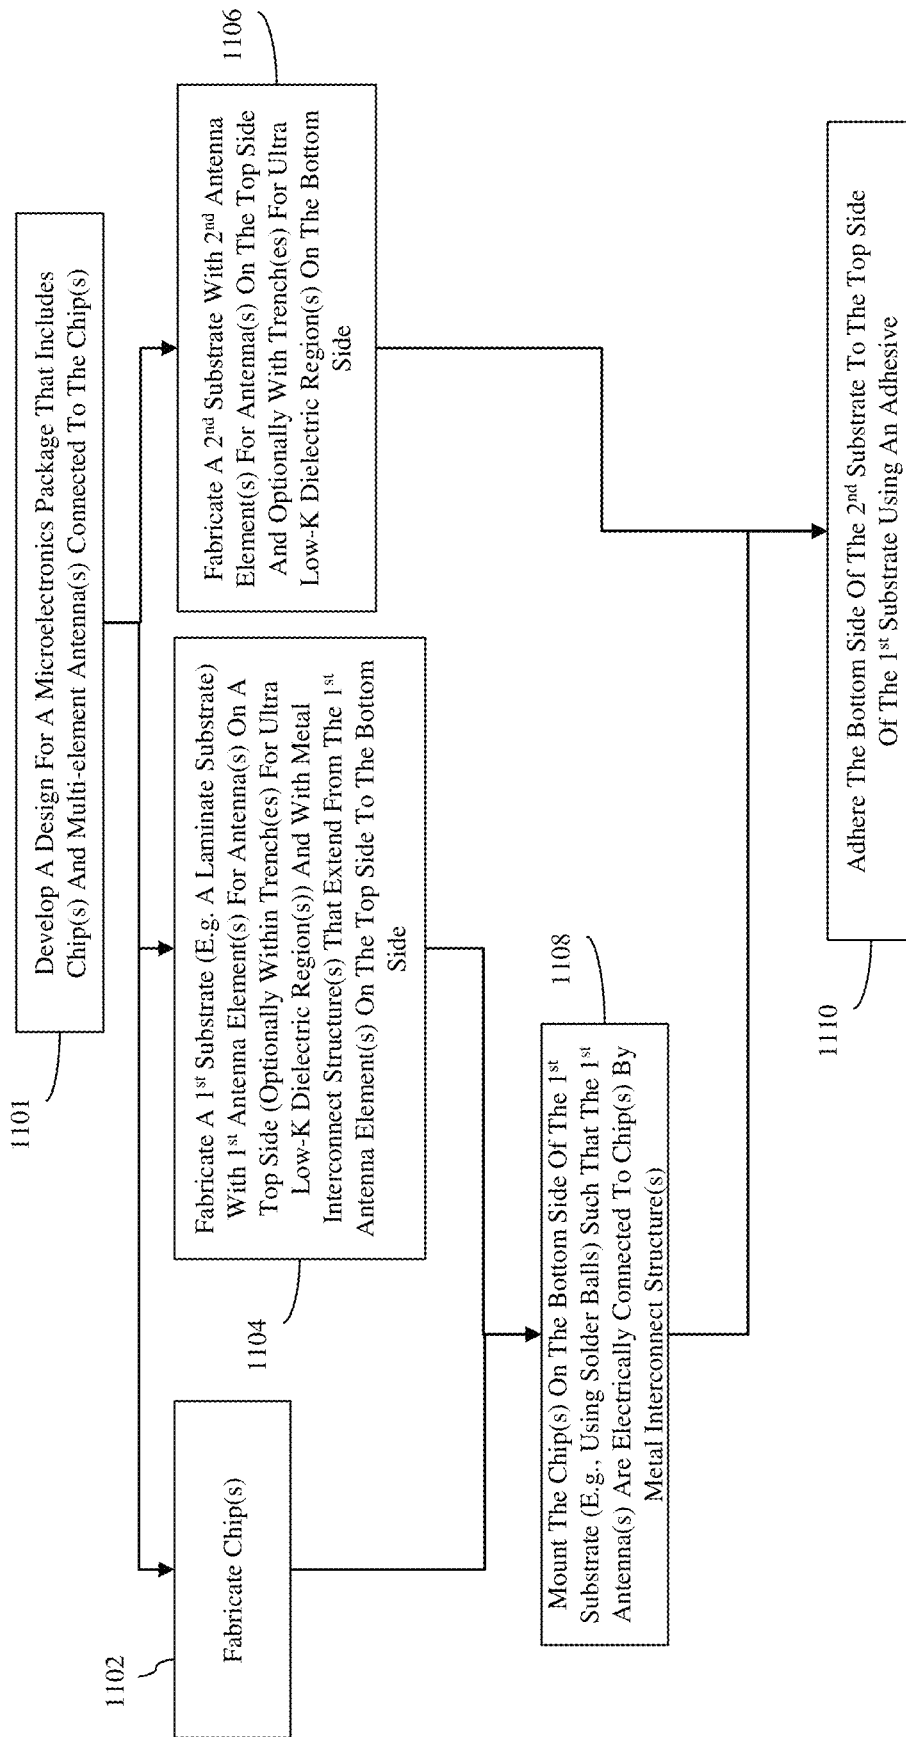 1101
Develop A Design For A Microelectronics Package That Includes
Chip(s) And Multi-element Antenna(s) Connected To The Chip(s)
1102
Fabricate Chip(s)
1104
Fabricate A 1st Substrate (E.g. A Laminate Substrate)
With 1st Antenna Element(s) For Antenna(s) On A
Top Side (Optionally Within Trench(es) For Ultra
Low-K Dielectric Region(s)) And With Metal
Interconnect Structure(s) That Extend From The 1st
Antenna Element(s) On The Top Side To The Bottom
Side
1106
Fabricate A 2nd Substrate With 2nd Antenna
Element(s) For Antenna(s) On The Top Side
And Optionally With Trench(es) For Ultra
Low-K Dielectric Region(s) On The Bottom
Side
1108
Mount The Chip(s) On The Bottom Side Of The 1st
Substrate (E.g., Using Solder Balls) Such That The 1st
Antenna(s) Are Electrically Connected To Chip(s) By
Metal Interconnect Structure(s)
1110
Adhere The Bottom Side Of The 2nd Substrate To The Top Side
Of The 1st Substrate Using An Adhesive